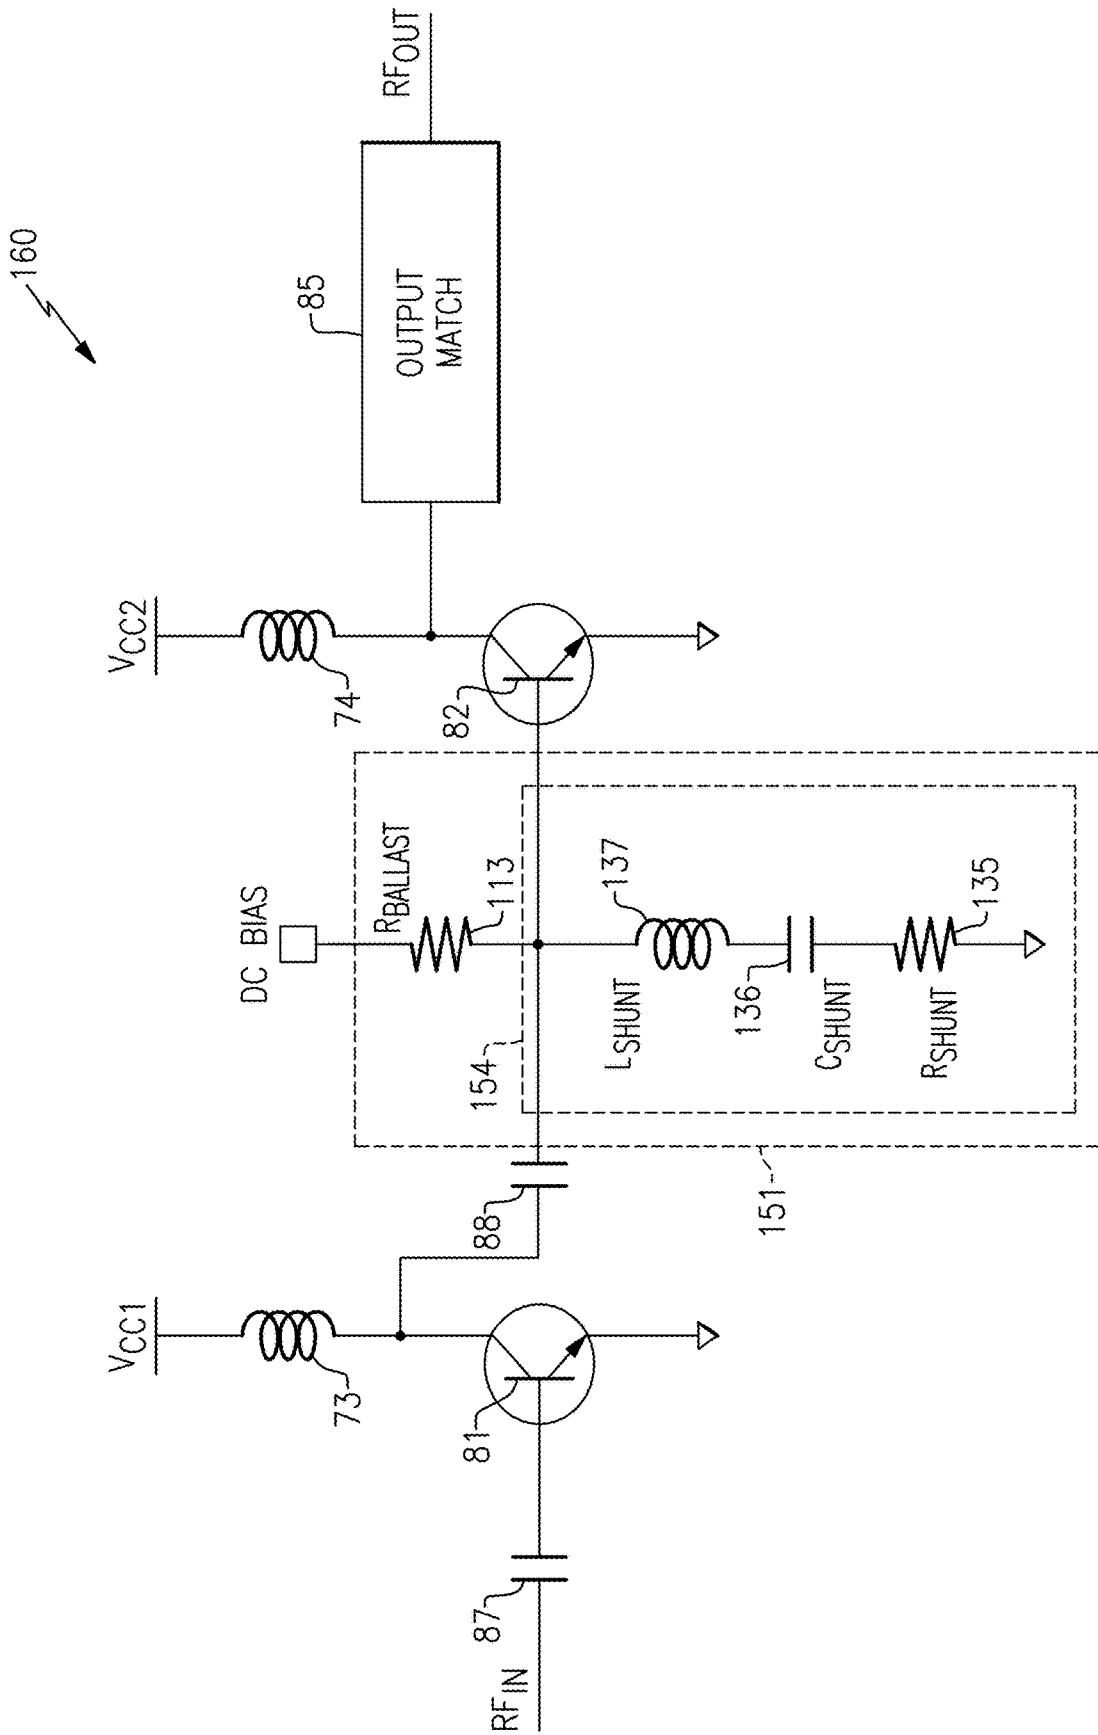 160
VCC1
VCC2
DC BIAS
73
74
RBALLAST
113
85
OUTPUT
MATCH
RFOUT
RFIN
87
81
88
154
82
LSHUNT
137
136
CSHUNT
RSHUNT
135
151